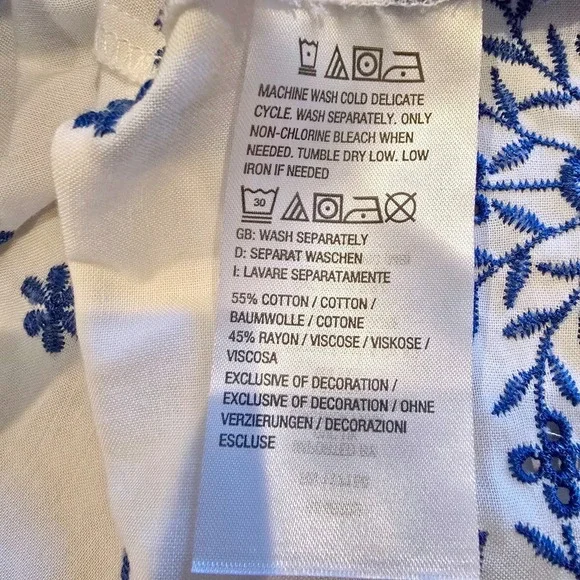 MACHINE WASH COLD DELICATE
CYCLE. WASH SEPARATELY. ONLY
NON-CHLORINE BLEACH WHEN
NEEDED. TUMBLE DRY LOW. LOW
IRON IF NEEDED
30
GB: WASH SEPARATELY
D: SEPARAT WASCHEN
I: LAVARE SEPARATAMENTE
55% COTTON / COTTON /
BAUMWOLLE / COTONE
45% RAYON / VISCOSE / VISKOSE /
VISCOSA
EXCLUSIVE OF DECORATION /
EXCLUSIVE OF DECORATION / OHNE
VERZIERUNGEN / DECORAZIONI
ESCLUSE